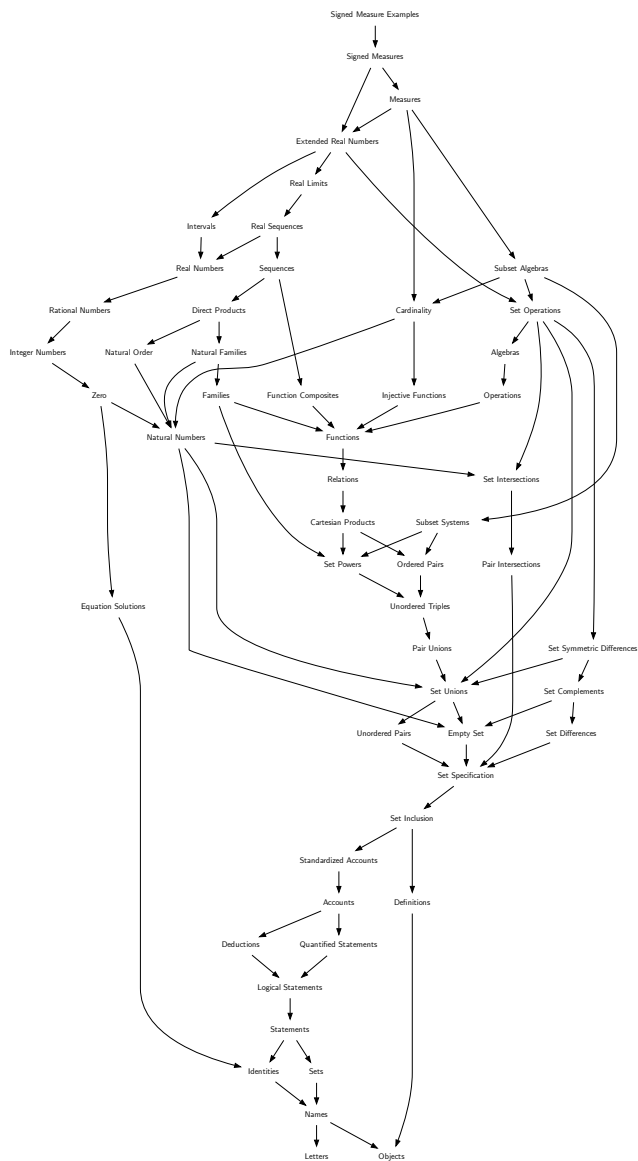 Signed Measure Examples
Signed Measures
Measures
Extended Real Numbers
Real Limits
Intervals
Real Sequences
Real Numbers
Sequences
Subset Algebras
Rational Numbers
Direct Products
Cardinality
Set Operations
Integer Numbers
Natural Order
Natural Families
Algebras
Zero
Families
Function Composites
Injective Functions
Operations
Natural Numbers
Functions
Relations
Set Intersections
Cartesian Products
Subset Systems
Set Powers
Ordered Pairs
Pair Intersections
Equation Solutions
Unordered Triples
Pair Unions
Set Symmetric Differences
Set Unions
Set Complements
Unordered Pairs
Empty Set
Set Differences
Set Specification
Set Inclusion
Standardized Accounts
Accounts
Definitions
Deductions
Quantified Statements
Logical Statements
Statements
Identities
Sets
Names
Letters
Objects